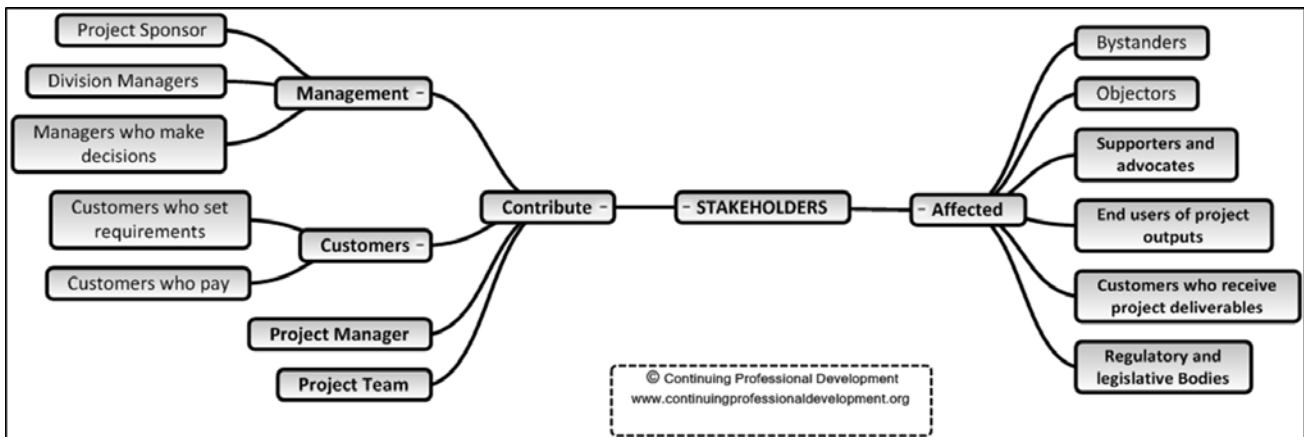 Project Sponsor
Division Managers
Managers who make
decisions
Management
Customers who set
requirements
Customers who pay
Customers
Project Manager
Project Team
Contribute
STAKEHOLDERS
Affected
Bystanders
Objectors
Supporters and
advocates
End users of project
outputs
Customers who receive
project deliverables
Regulatory and
legislative Bodies
© Continuing Professional Development
www.continuingprofessionaldevelopment.org